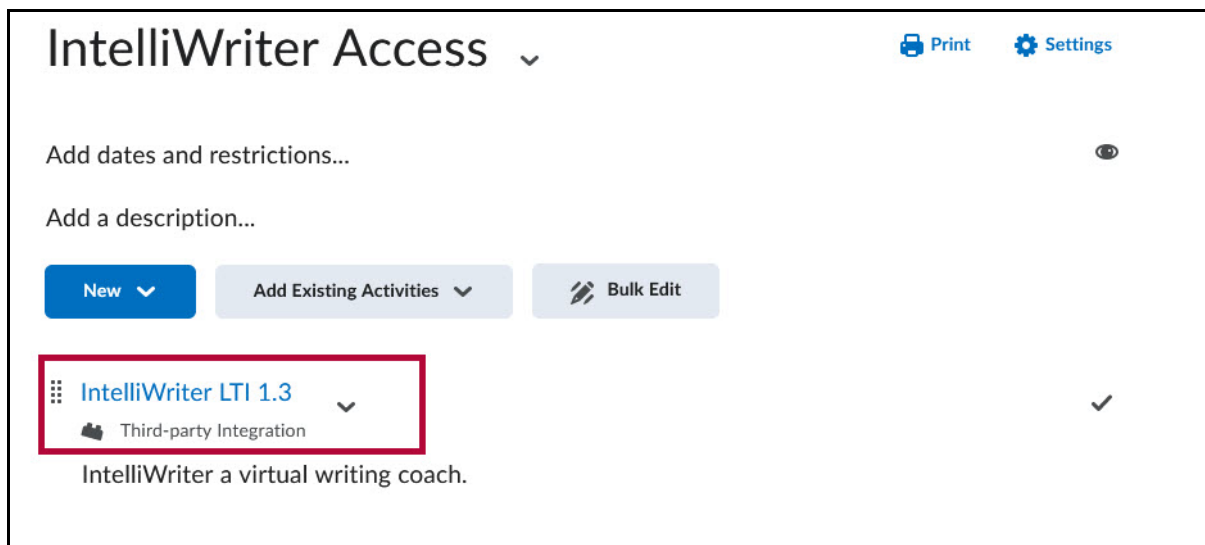 IntelliWriter Access
Print
Settings
Add dates and restrictions...
Add a description...
New
Add Existing Activities
Bulk Edit
IntelliWriter LTI 1.3
Third-party Integration
IntelliWriter a virtual writing coach.